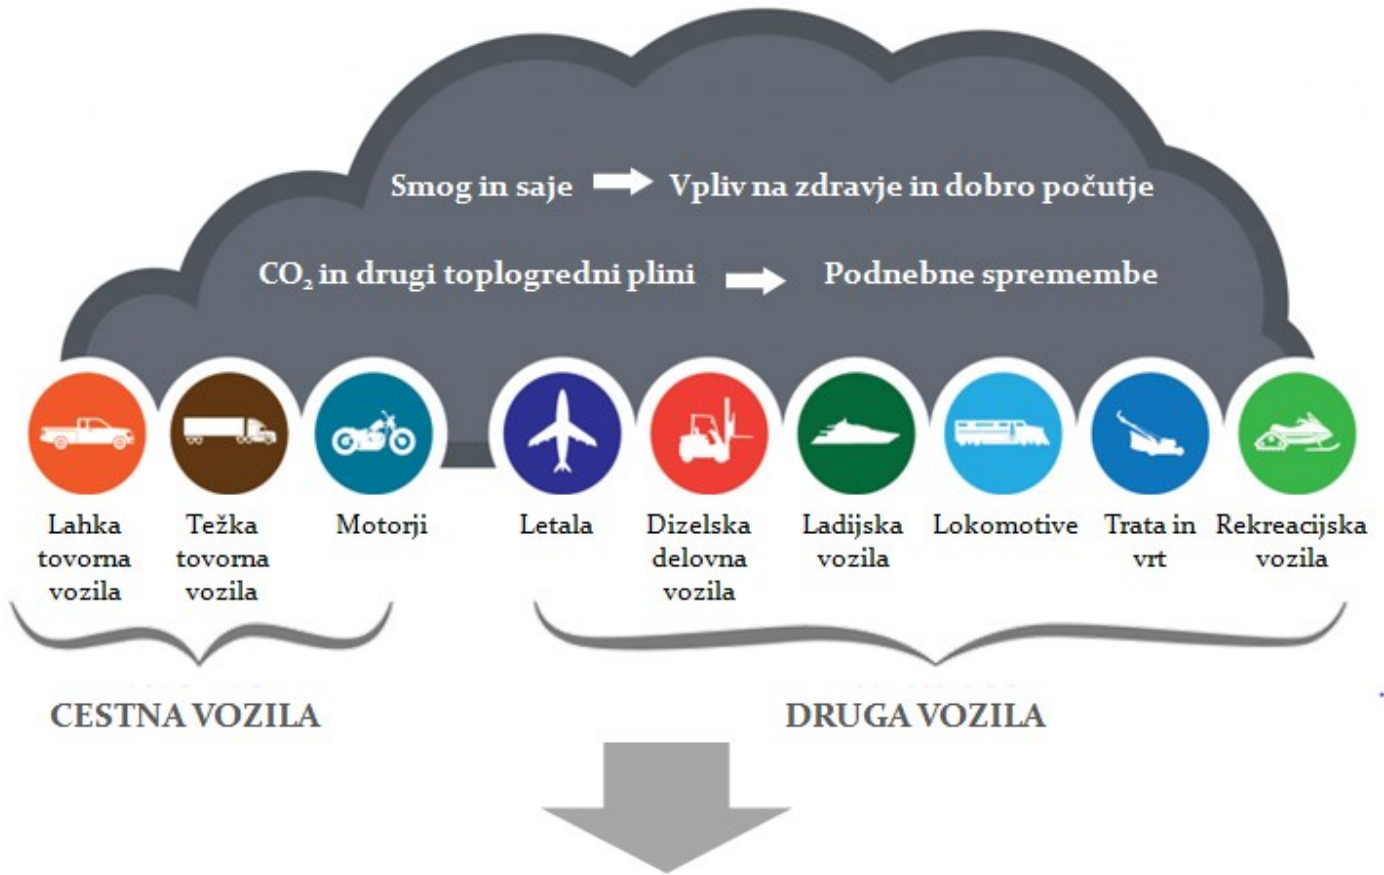 Smog in saje Vpliv na zdravje in dobro počutje
CO₂ in drugi toplogredni plini Podnebne spremembe
Lahka tovorna vozila
Težka tovorna vozila
Motorji
Letala
Dizelska delovna vozila
Ladijska vozila
Lokomotive
Trata in vrt
Rekreacijska vozila
CESTNA VOZILA
DRUGA VOZILA